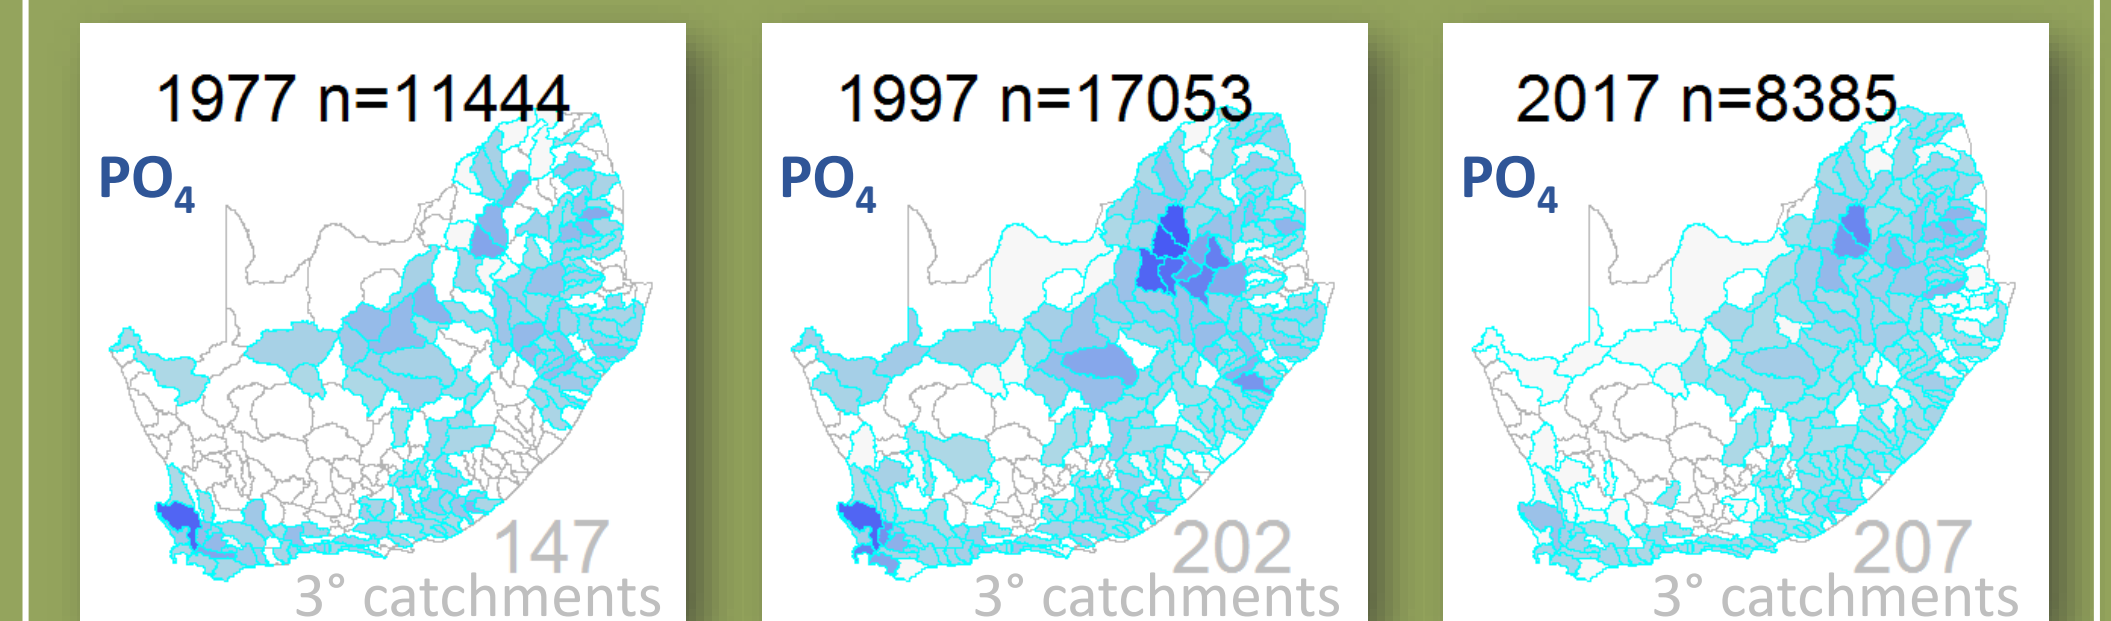 1977 n=11444
PO₄
147
3° catchments
1997 n=17053
PO₄
202
3° catchments
2017 n=8385
PO₄
207
3° catchments